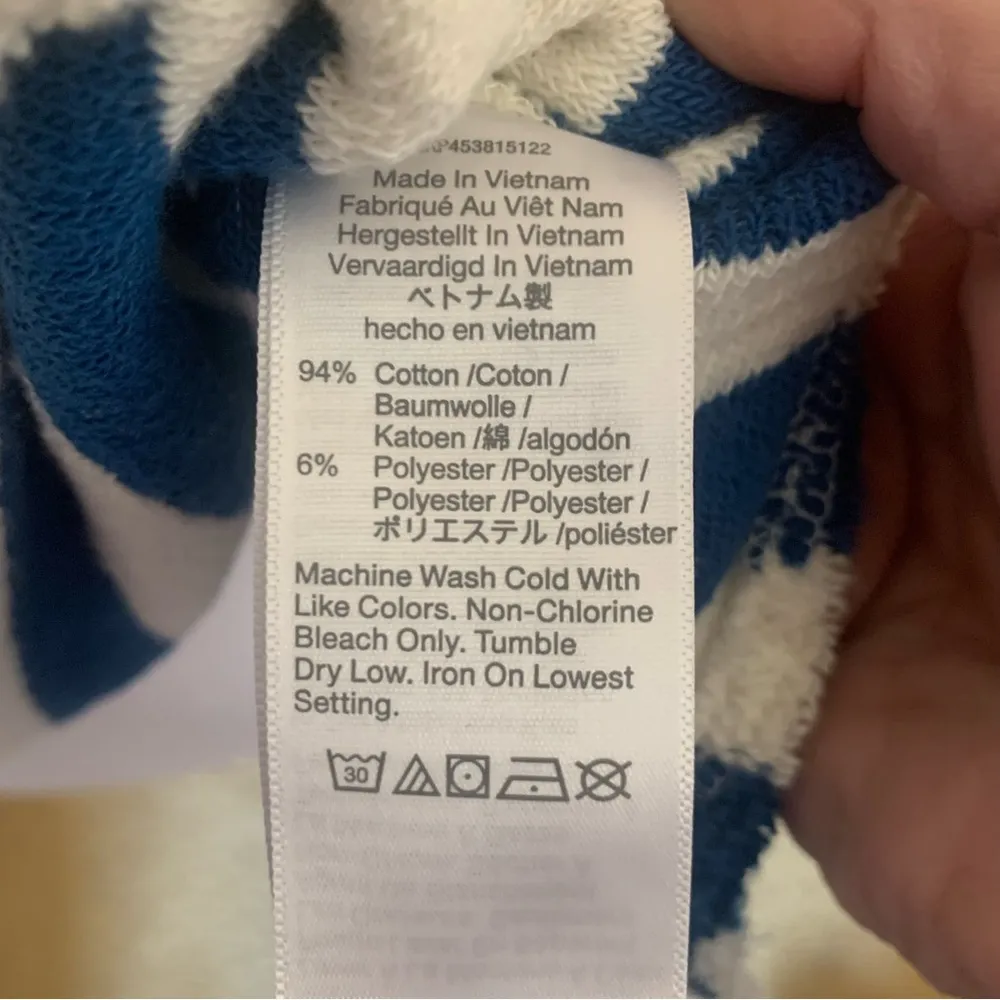 453815122
Made In Vietnam
Fabriqué Au Viêt Nam
Hergestellt In Vietnam
Vervaardigd In Vietnam
ベトナム製
hecho en vietnam
94% Cotton /Coton /
Baumwolle /
Katoen /綿 /algodón
6% Polyester /Polyester /
Polyester /Polyester /
ポリエステル /poliéster
Machine Wash Cold With
Like Colors. Non-Chlorine
Bleach Only. Tumble
Dry Low. Iron On Lowest
Setting.
30